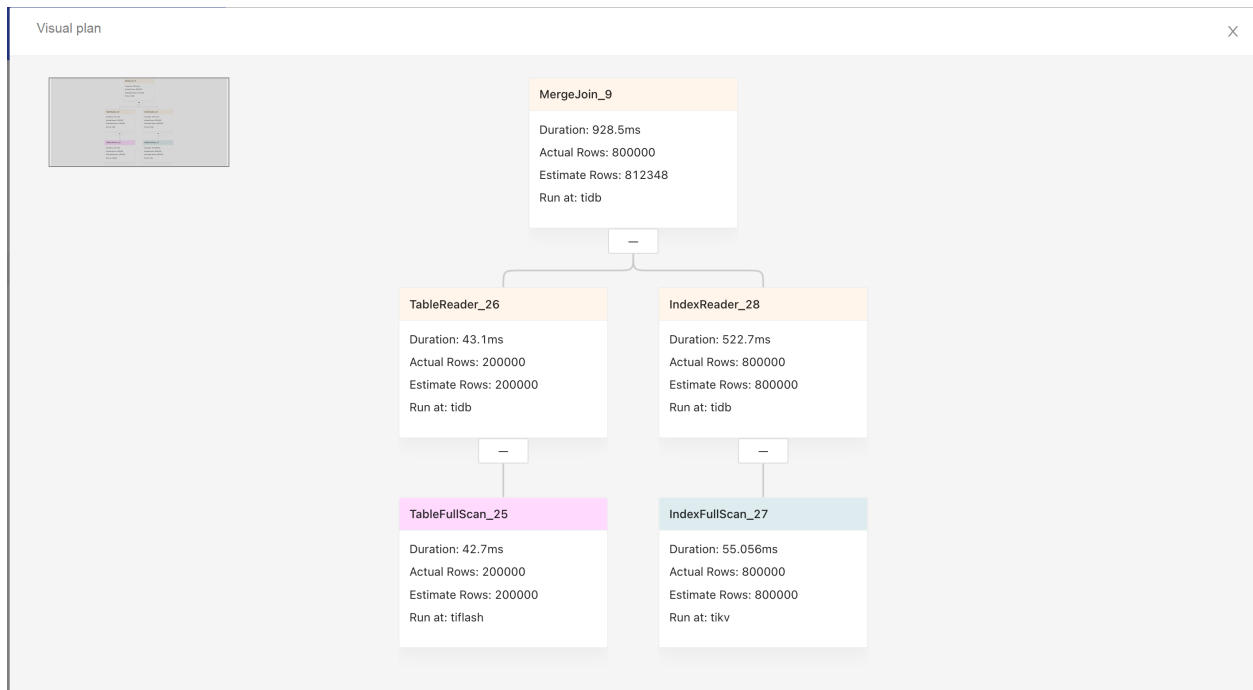 Visual plan
X
MergeJoin_9
Duration: 928.5ms
Actual Rows: 800000
Estimate Rows: 812348
Run at: tidb
—
TableReader_26
Duration: 43.1ms
Actual Rows: 200000
Estimate Rows: 200000
Run at: tidb
—
IndexReader_28
Duration: 522.7ms
Actual Rows: 800000
Estimate Rows: 800000
Run at: tidb
—
TableFullScan_25
Duration: 42.7ms
Actual Rows: 200000
Estimate Rows: 200000
Run at: tiflash
IndexFullScan_27
Duration: 55.056ms
Actual Rows: 800000
Estimate Rows: 800000
Run at: tikv